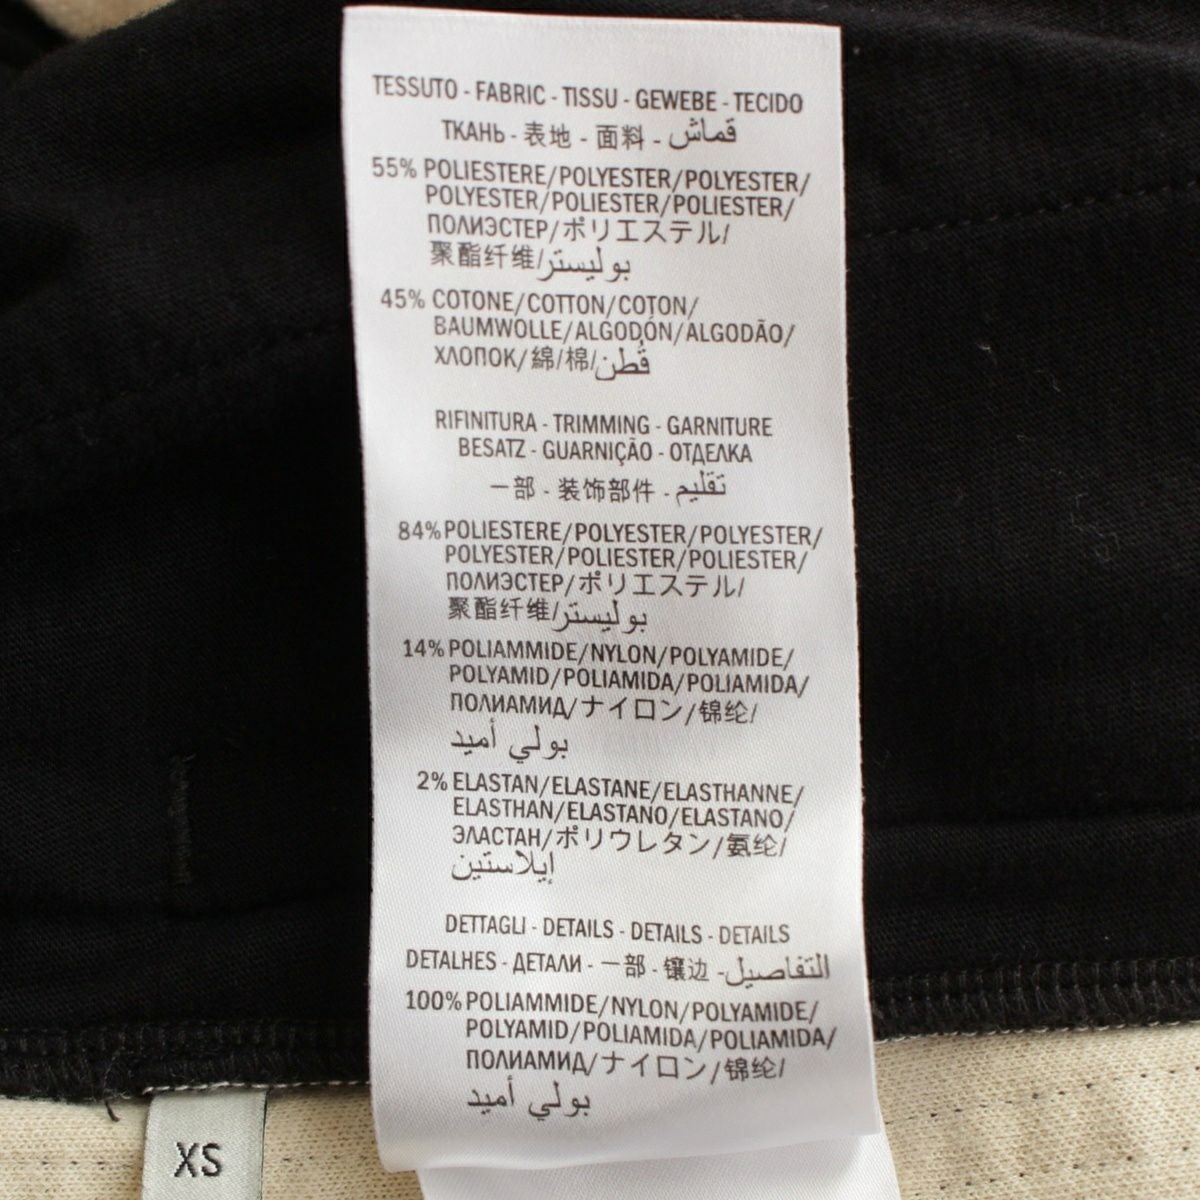 TESSUTO - FABRIC - TISSU - GEWEBE - TECIDO
ТКАНЬ - 表地 - 面料 - قماش
55% POLIESTERE/POLYESTER/POLYESTER/
POLYESTER/POLIESTER/POLIESTER/
ПОЛИЭСТЕР/ポリエステル/
聚酯纤维/بوليستر
45% COTONE/COTTON/COTON/
BAUMWOLLE/ALGODÓN/ALGODÃO/
ХЛОПОК/綿/棉/قُطن
RIFINITURA - TRIMMING - GARNITURE
BESATZ - GUARNIÇÃO - ОТДЕЛКА
一部 - 装饰部件 - تقليم
84% POLIESTERE/POLYESTER/POLYESTER/
POLYESTER/POLIESTER/POLIESTER/
ПОЛИЭСТЕР/ポリエステル/
聚酯纤维/بوليستر
14% POLIAMMIDE/NYLON/POLYAMIDE/
POLYAMID/POLIAMIDA/POLIAMIDA/
ПОЛИАМИД/ナイロン/锦纶/
بولي أميد
2% ELASTAN/ELASTANE/ELASTHANNE/
ELASTHAN/ELASTANO/ELASTANO/
ЭЛАСТАН/ポリウレタン/氨纶/
إيلاستين
DETTAGLI - DETAILS - DETAILS - DETAILS
DETALHES - ДЕТАЛИ - 一部 - 镶边 - التفاصيل
100% POLIAMMIDE/NYLON/POLYAMIDE/
POLYAMID/POLIAMIDA/POLIAMIDA/
ПОЛИАМИД/ナイロン/锦纶/
بولي أميد
XS